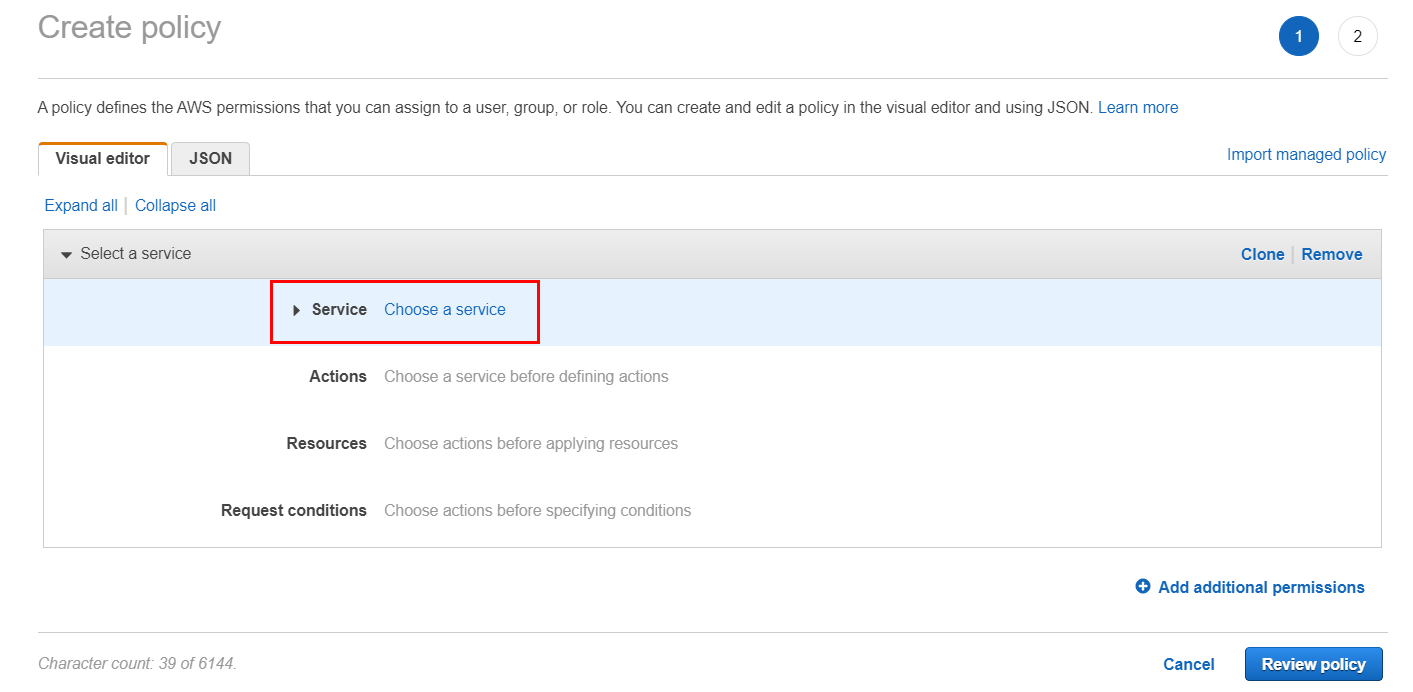 Create policy
1 2
A policy defines the AWS permissions that you can assign to a user, group, or role. You can create and edit a policy in the visual editor and using JSON. Learn more
Visual editor JSON Import managed policy
Expand all | Collapse all
Select a service Clone | Remove
Service Choose a service
Actions Choose a service before defining actions
Resources Choose actions before applying resources
Request conditions Choose actions before specifying conditions
Add additional permissions
Character count: 39 of 6144. Cancel Review policy